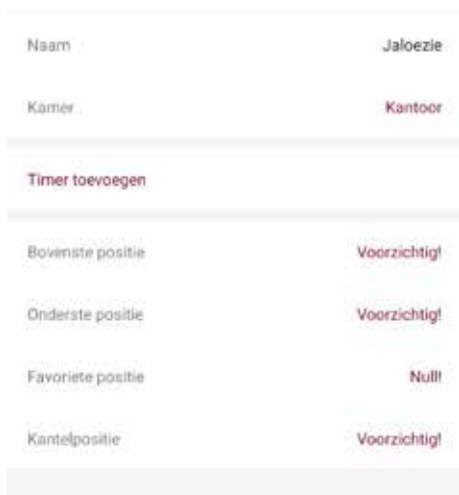 Naam Jaloezie
Kamer Kantoor
Timer toevoegen
Bovenste positie Voorzichtig!
Onderste positie Voorzichtig!
Favoriete positie Null!
Kantelpositie Voorzichtig!